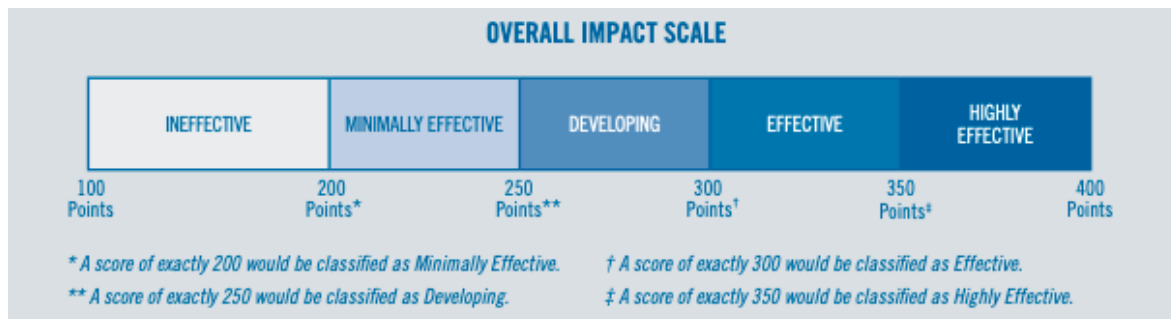 OVERALL IMPACT SCALE
INEFFECTIVE
MINIMALLY EFFECTIVE
DEVELOPING
EFFECTIVE
HIGHLY
EFFECTIVE
100
Points
200
Points*
250
Points**
300
Points†
350
Points‡
400
Points
* A score of exactly 200 would be classified as Minimally Effective.
** A score of exactly 250 would be classified as Developing.
† A score of exactly 300 would be classified as Effective.
‡ A score of exactly 350 would be classified as Highly Effective.